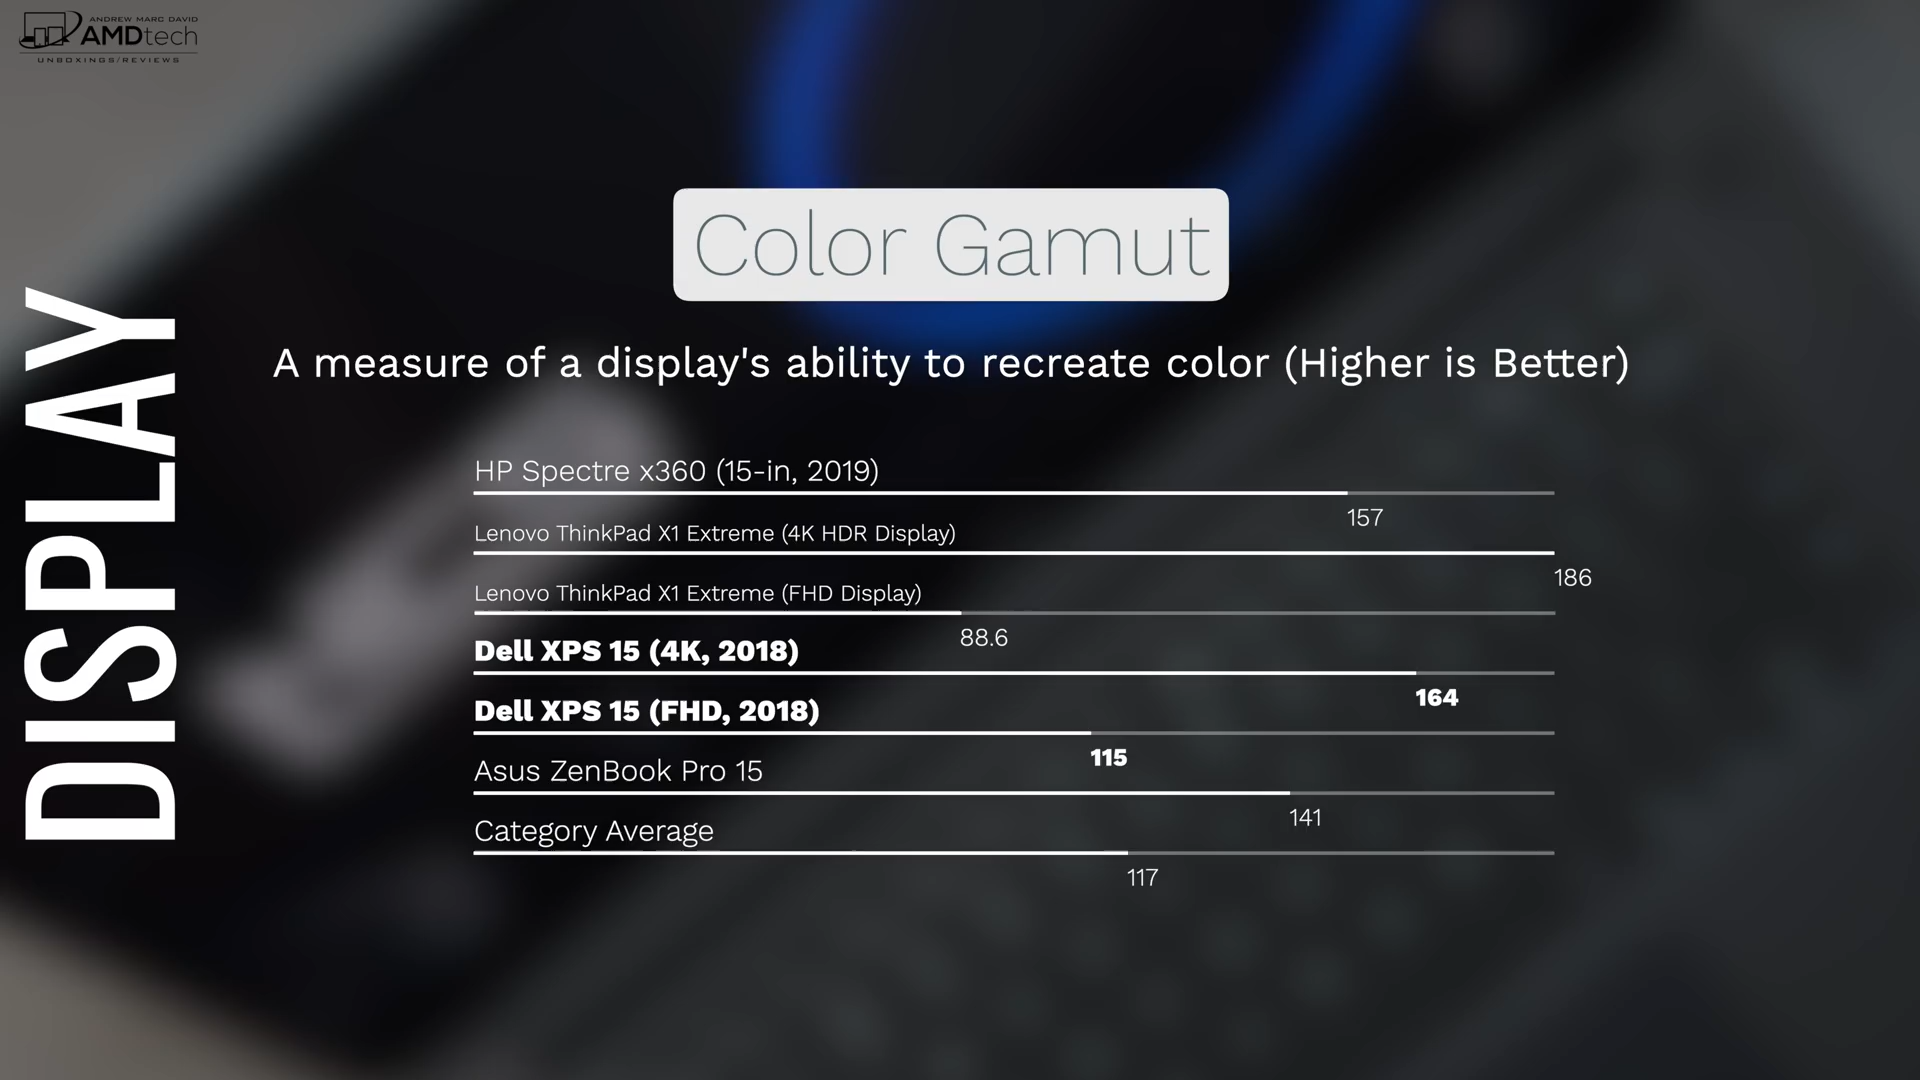 ANDREW MARC DAVID
AMDtech
UNBOXINGS/REVIEWS
DISPLAY
Color Gamut
A measure of a display's ability to recreate color (Higher is Better)
HP Spectre x360 (15-in, 2019)
157
Lenovo ThinkPad X1 Extreme (4K HDR Display)
186
Lenovo ThinkPad X1 Extreme (FHD Display)
88.6
Dell XPS 15 (4K, 2018)
164
Dell XPS 15 (FHD, 2018)
115
Asus ZenBook Pro 15
141
Category Average
117